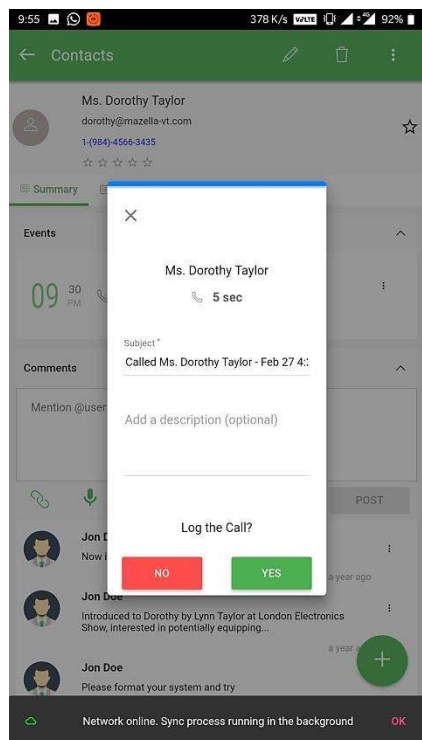 9:55
378 K/S VoLTE 4G 92%
Contacts
Ms. Dorothy Taylor
dorothy@mazella-vt.com
1-(984)-4566-3435
Summary
Events
Ms. Dorothy Taylor
5 sec
09 30 PM
Subject*
Called Ms. Dorothy Taylor - Feb 27 4:
Comments
Mention @user
Add a description (optional)
POST
Log the Call?
Jon D
Now i
NO YES
a year ago
Jon Doe
Introduced to Dorothy by Lynn Taylor at London Electronics
Show, interested in potentially equipping...
a year a
Jon Doe
Please format your system and try
Network online. Sync process running in the background OK